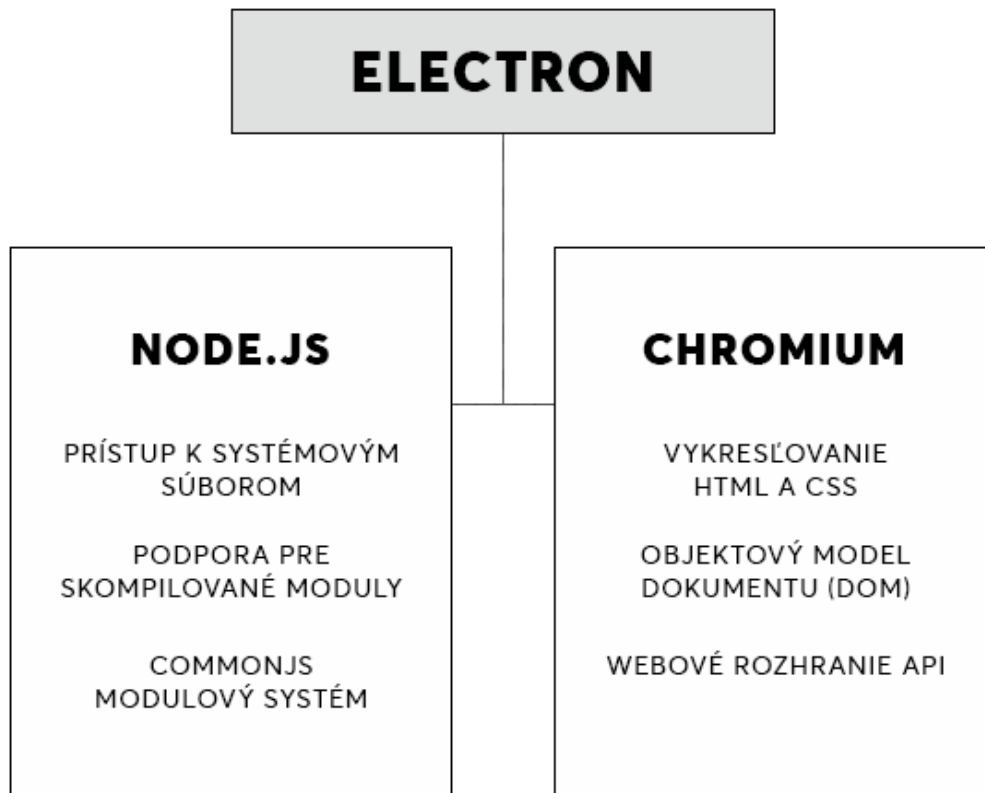 ELECTRON
NODE.JS
PRÍSTUP K SYSTÉMOVÝM
SÚBOROM
PODPORA PRE
SKOMPILOVANÉ MODULY
COMMONJS
MODULOVÝ SYSTÉM
CHROMIUM
VYKRESĽOVANIE
HTML A CSS
OBJEKTOVÝ MODEL
DOKUMENTU (DOM)
WEBOVÉ ROZHRANIE API